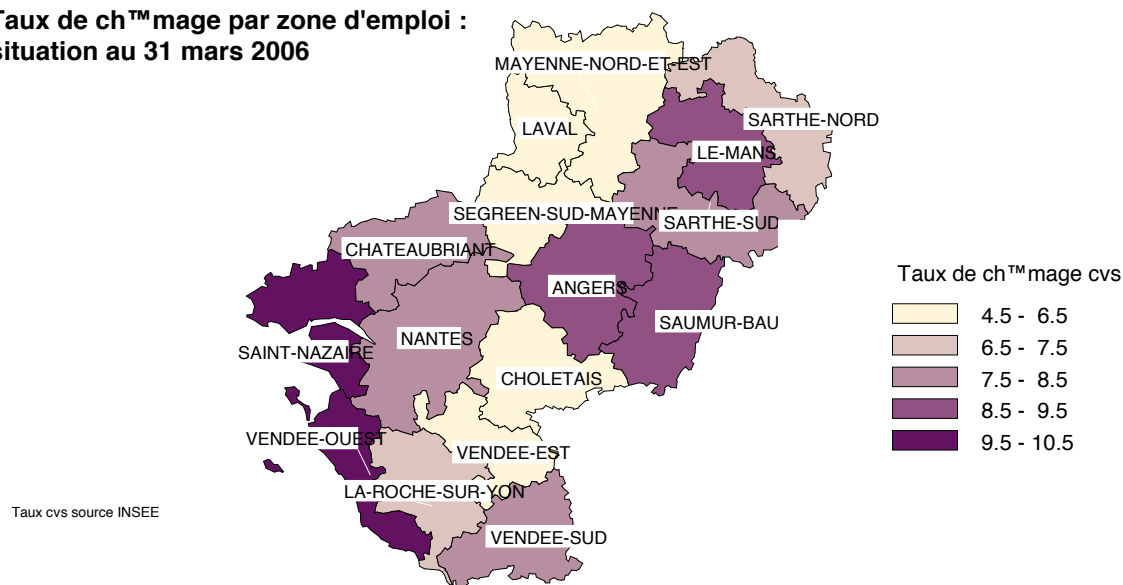 Taux de ch™mage par zone d'emploi :
situation au 31 mars 2006
MAYENNE-NORD-ET-EST
SARTHE-NORD
LAVAL
LE-MANS
SEGREEN-SUD-MAYENNE
SARTHE-SUD
CHATEAUBRIANT
ANGERS
SAUMUR-BAU
NANTES
SAINT-NAZAIRE
CHOLETAIS
VENDEE-OUEST
VENDEE-EST
LA-ROCHE-SUR-YON
VENDEE-SUD
Taux de ch™mage cvs
4.5 - 6.5
6.5 - 7.5
7.5 - 8.5
8.5 - 9.5
9.5 - 10.5
Taux cvs source INSEE